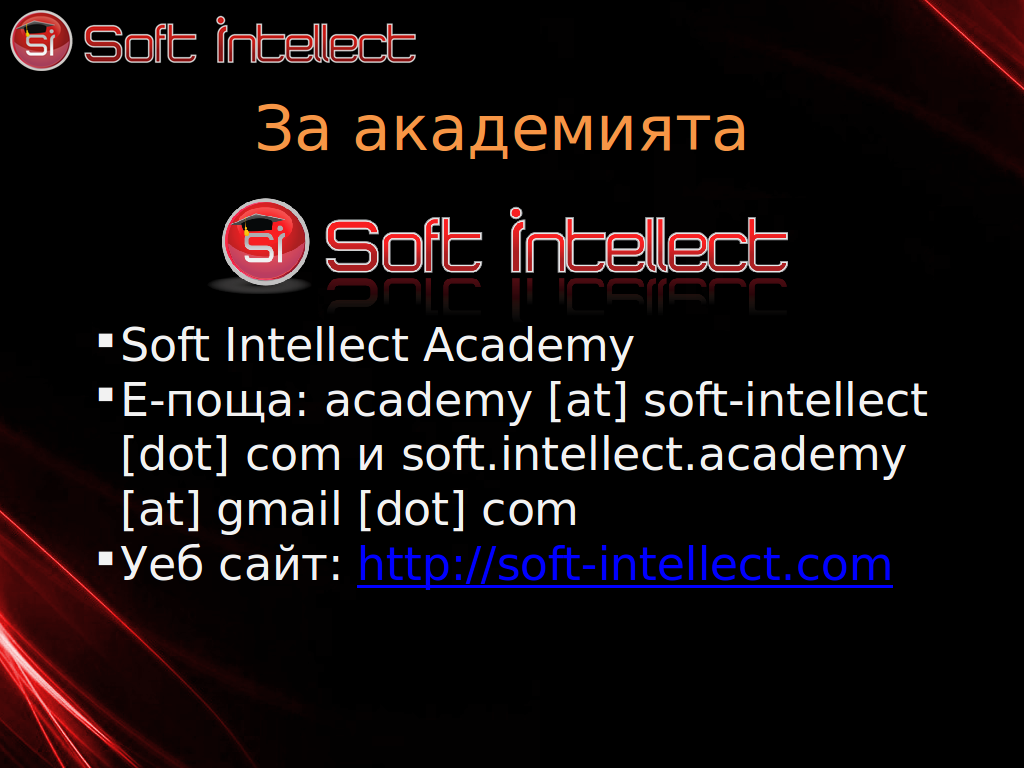 si Soft Intellect
За академията
si Soft Intellect
Soft Intellect Academy
Е-поща: academy [at] soft-intellect
[dot] com и soft.intellect.academy
[at] gmail [dot] com
Уеб сайт: http://soft-intellect.com